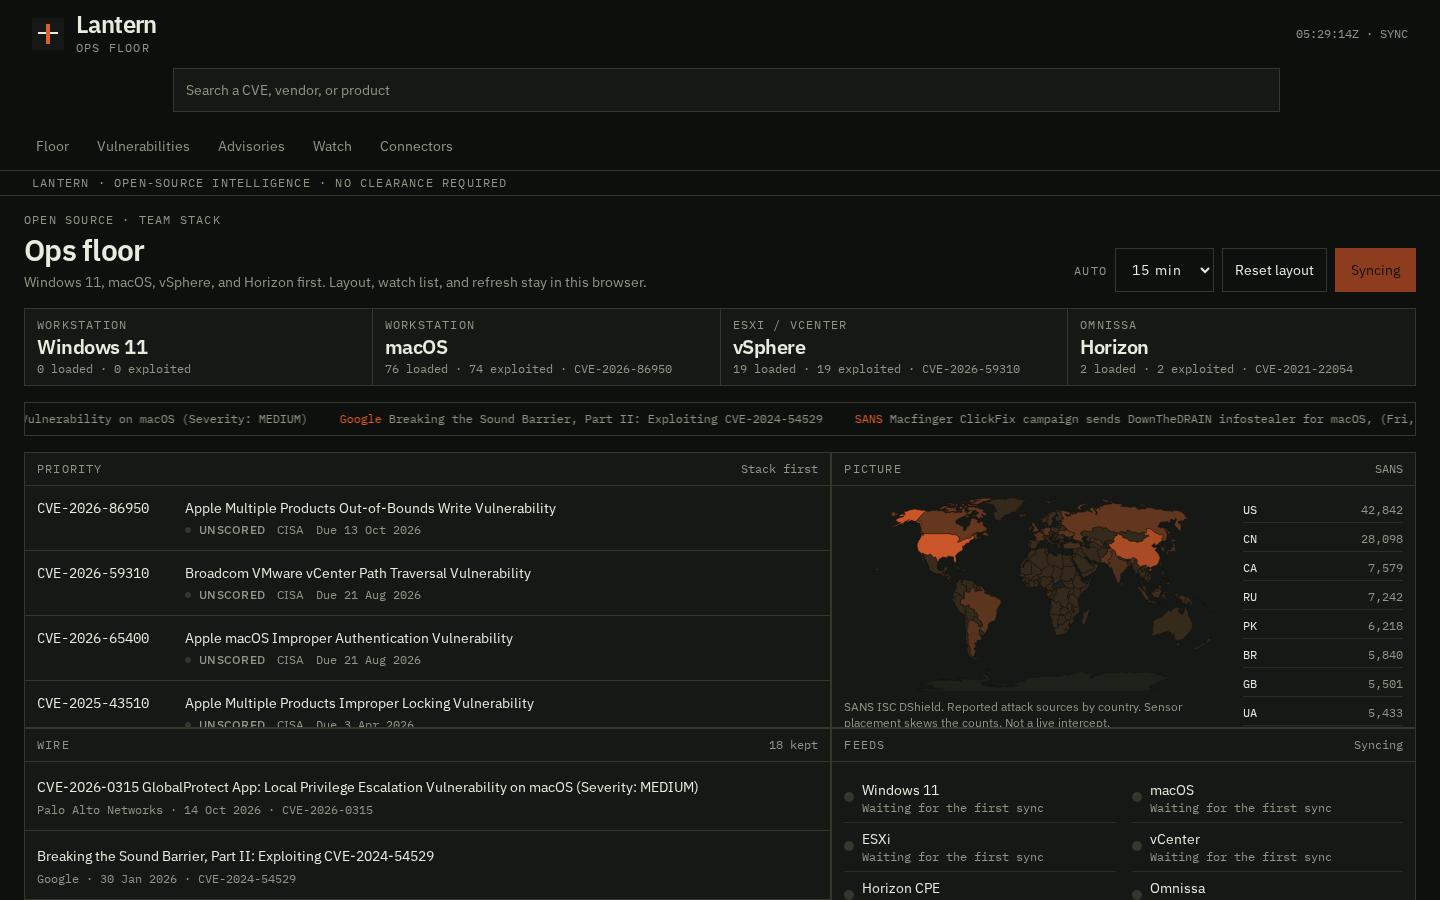 Lantern
OPS FLOOR
05:29:14Z · SYNC
Search a CVE, vendor, or product
Floor Vulnerabilities Advisories Watch Connectors
LANTERN · OPEN-SOURCE INTELLIGENCE · NO CLEARANCE REQUIRED
OPEN SOURCE · TEAM STACK
Ops floor
Windows 11, macOS, vSphere, and Horizon first. Layout, watch list, and refresh stay in this browser.
AUTO 15 min Reset layout Syncing
WORKSTATION
Windows 11
0 loaded · 0 exploited
WORKSTATION
macOS
76 loaded · 74 exploited · CVE-2026-86950
ESXI / VCENTER
vSphere
19 loaded · 19 exploited · CVE-2026-59310
OMNISSA
Horizon
2 loaded · 2 exploited · CVE-2021-22054
Vulnerability on macOS (Severity: MEDIUM) Google Breaking the Sound Barrier, Part II: Exploiting CVE-2024-54529 SANS Macfinger ClickFix campaign sends DownTheDRAIN infostealer for macOS, (Fri,
PRIORITY Stack first
CVE-2026-86950 Apple Multiple Products Out-of-Bounds Write Vulnerability
UNSCORED CISA Due 13 Oct 2026
CVE-2026-59310 Broadcom VMware vCenter Path Traversal Vulnerability
UNSCORED CISA Due 21 Aug 2026
CVE-2026-65400 Apple macOS Improper Authentication Vulnerability
UNSCORED CISA Due 21 Aug 2026
CVE-2025-43510 Apple Multiple Products Improper Locking Vulnerability
UNSCORED CISA Due 3 Apr 2026
PICTURE SANS
US 42,842
CN 28,098
CA 7,579
RU 7,242
PK 6,218
BR 5,840
GB 5,501
UA 5,433
SANS ISC DShield. Reported attack sources by country. Sensor
placement skews the counts. Not a live intercept.
WIRE 18 kept
CVE-2026-0315 GlobalProtect App: Local Privilege Escalation Vulnerability on macOS (Severity: MEDIUM)
Palo Alto Networks · 14 Oct 2026 · CVE-2026-0315
Breaking the Sound Barrier, Part II: Exploiting CVE-2024-54529
Google · 30 Jan 2026 · CVE-2024-54529
FEEDS Syncing
Windows 11
Waiting for the first sync
macOS
Waiting for the first sync
ESXi
Waiting for the first sync
vCenter
Waiting for the first sync
Horizon CPE
Omnissa